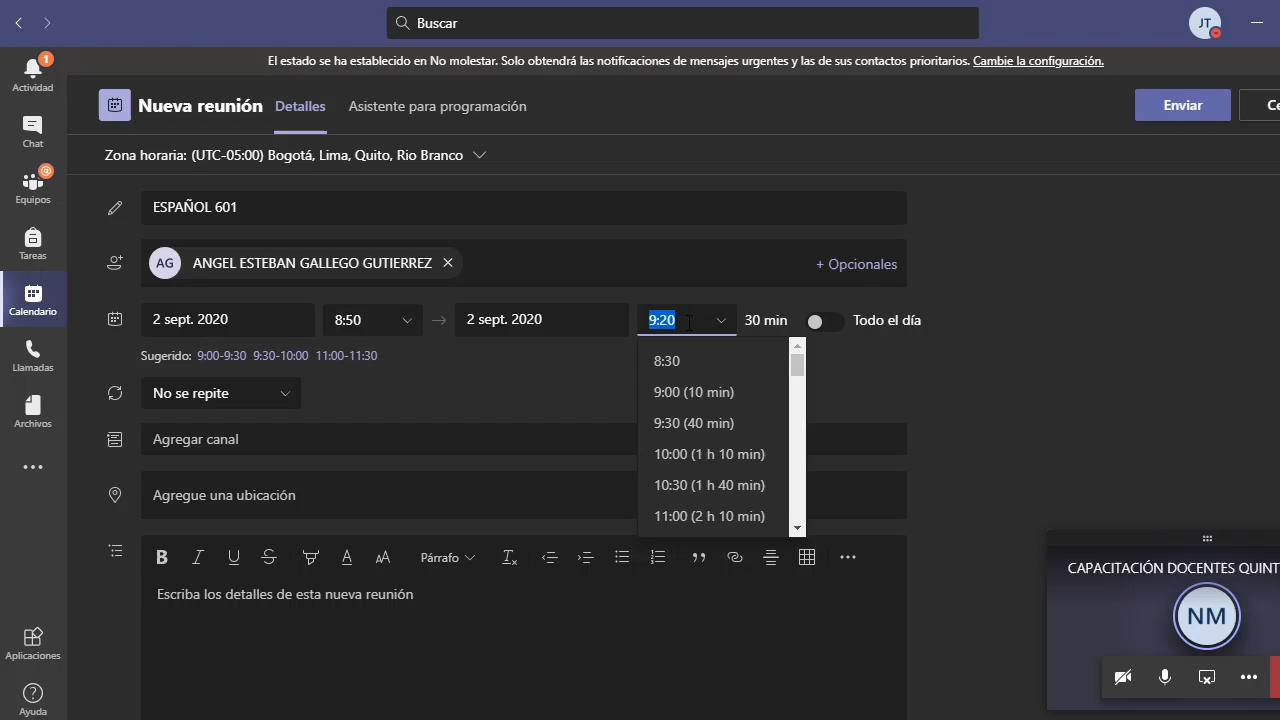 Buscar
JT
El estado se ha establecido en No molestar. Solo obtendrá las notificaciones de mensajes urgentes y las de sus contactos prioritarios. Cambie la configuración.
1
Actividad
Chat
@
Equipos
Tareas
Calendario
Llamadas
Archivos
Aplicaciones
Ayuda
Nueva reunión Detalles Asistente para programación
Enviar Ce
Zona horaria: (UTC-05:00) Bogotá, Lima, Quito, Rio Branco
ESPAÑOL 601
AG ANGEL ESTEBAN GALLEGO GUTIERREZ
+ Opcionales
2 sept. 2020 8:50 2 sept. 2020 9:20 30 min Todo el día
Sugerido: 9:00-9:30 9:30-10:00 11:00-11:30
8:30
9:00 (10 min)
9:30 (40 min)
10:00 (1 h 10 min)
10:30 (1 h 40 min)
11:00 (2 h 10 min)
No se repite
Agregar canal
Agregue una ubicación
B I U S A AA Párrafo Tx
Escriba los detalles de esta nueva reunión
CAPACITACIÓN DOCENTES QUINT
NM